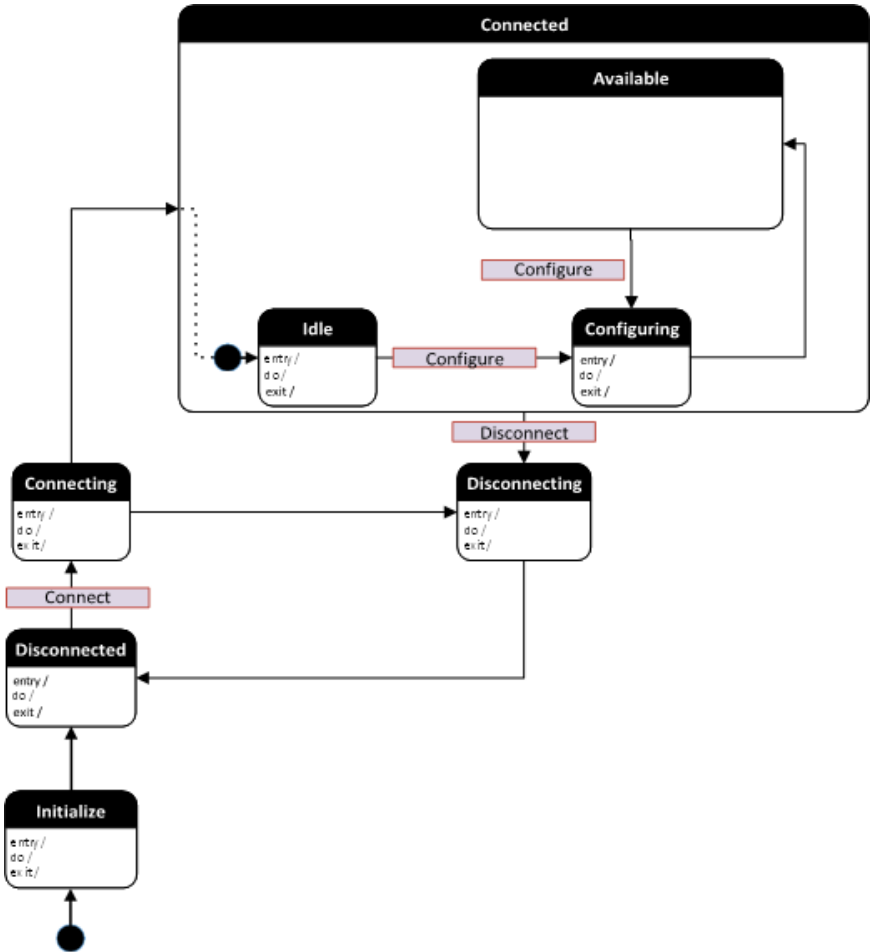 Connected
Available
Configure
Idle
entry /
do /
exit /
Configure
Configuring
entry /
do /
exit /
Disconnect
Connecting
entry /
do /
exit /
Disconnecting
entry /
do /
exit /
Connect
Disconnected
entry /
do /
exit /
Initialize
entry /
do /
exit /